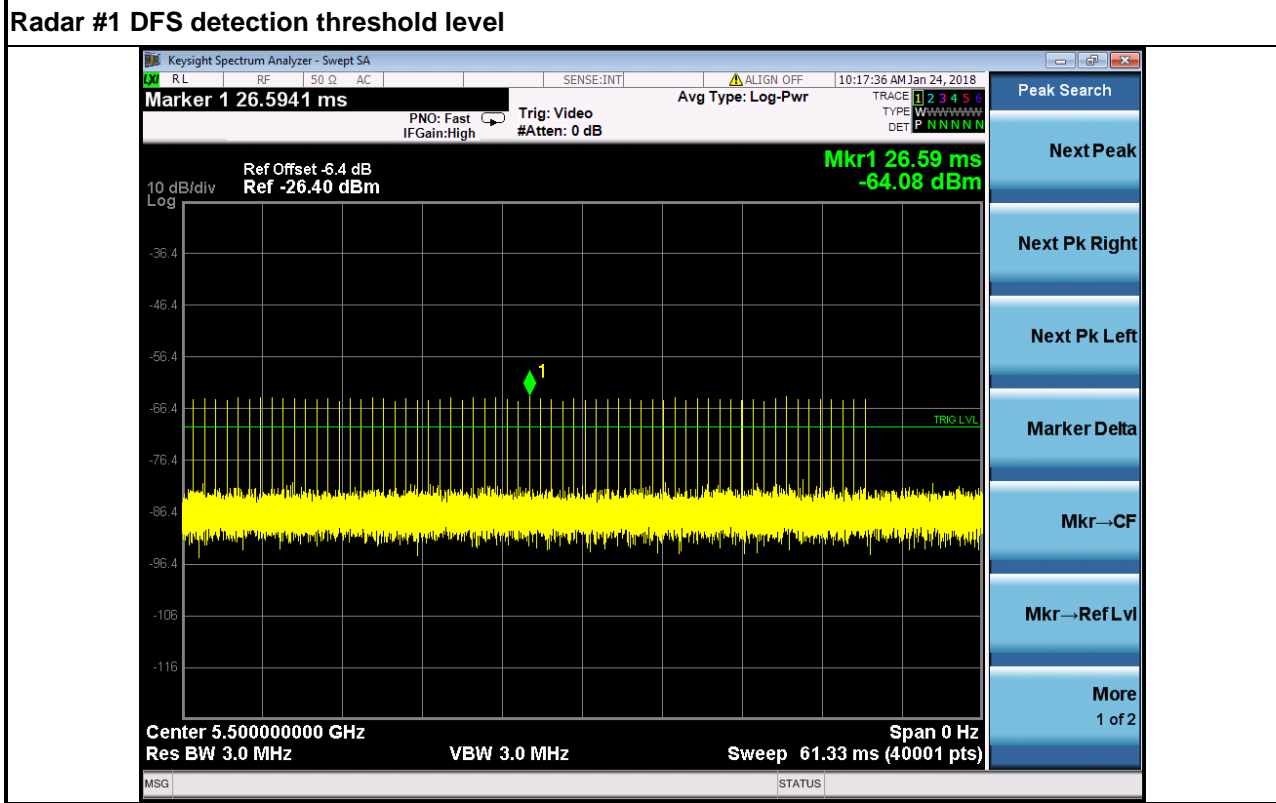 Radar #1 DFS detection threshold level
Keysight Spectrum Analyzer - Swept SA
LXI RL RF 50 Ω AC SENSE:INT ALIGN OFF 10:17:36 AM Jan 24, 2018
Marker 1 26.5941 ms
PNO: Fast
IFGain:High
Trig: Video
#Atten: 0 dB
Avg Type: Log-Pwr
TRACE 1 2 3 4 5 6
TYPE WWWWWW
DET P N N N N N
Mkr1 26.59 ms
-64.08 dBm
Ref Offset -6.4 dB
10 dB/div Ref -26.40 dBm
Log
-36.4
-46.4
-56.4
1
-66.4
TRIG LVL
-76.4
-86.4
-96.4
-106
-116
Center 5.500000000 GHz Span 0 Hz
Res BW 3.0 MHz VBW 3.0 MHz Sweep 61.33 ms (40001 pts)
MSG STATUS
Peak Search
Next Peak
Next Pk Right
Next Pk Left
Marker Delta
Mkr→CF
Mkr→Ref Lvl
More
1 of 2